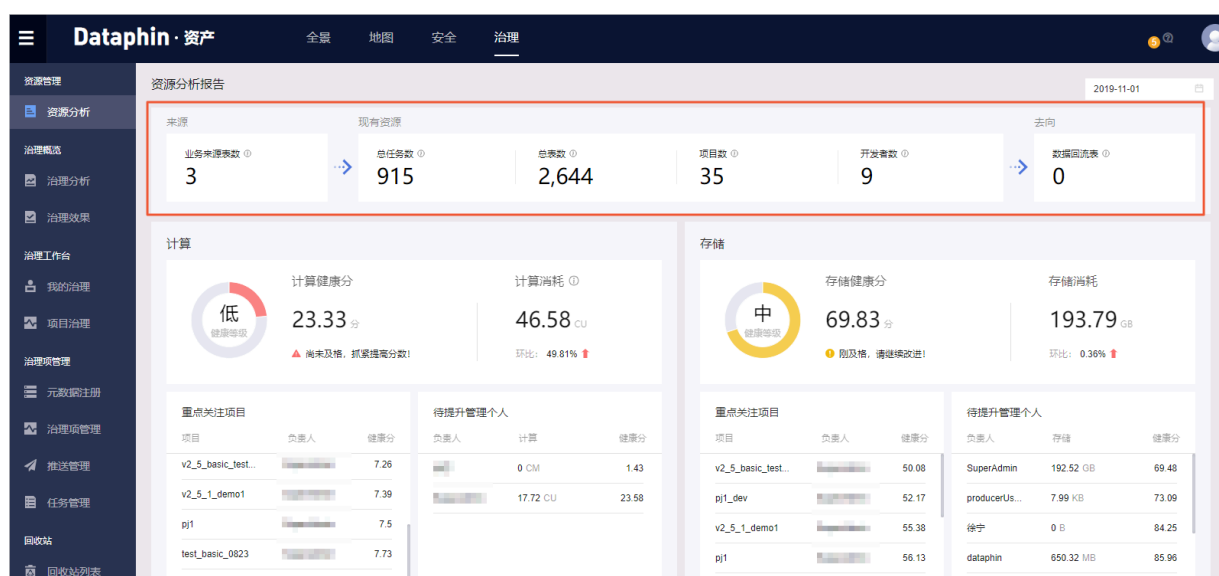 Dataphin · 资产
全景 地图 安全 治理
5
资源管理
资源分析
治理概览
治理分析
治理效果
治理工作台
我的治理
项目治理
治理项管理
元数据注册
治理项管理
推送管理
任务管理
回收站
回收站列表
资源分析报告
2019-11-01
来源 现有资源 去向
业务来源表数 总任务数 总表数 项目数 开发者数 数据回流表
3 915 2,644 35 9 0
计算
低
健康等级
计算健康分
23.33 分
尚未及格，抓紧提高分数!
计算消耗
46.58 CU
环比: 49.81%
重点关注项目
项目 负责人 健康分
v2_5_basic_test... 7.26
v2_5_1_demo1 7.39
pj1 7.5
test_basic_0823 7.73
待提升管理个人
负责人 计算 健康分
0 CM 1.43
17.72 CU 23.58
存储
中
健康等级
存储健康分
69.83 分
刚及格，请继续改进!
存储消耗
193.79 GB
环比: 0.36%
重点关注项目
项目 负责人 健康分
v2_5_basic_test... 50.08
pj1_dev 52.17
v2_5_1_demo1 55.38
pj1 56.13
待提升管理个人
负责人 存储 健康分
SuperAdmin 192.52 GB 69.48
producerUs... 7.99 KB 73.09
徐宁 0 B 84.25
dataphin 650.32 MB 85.96